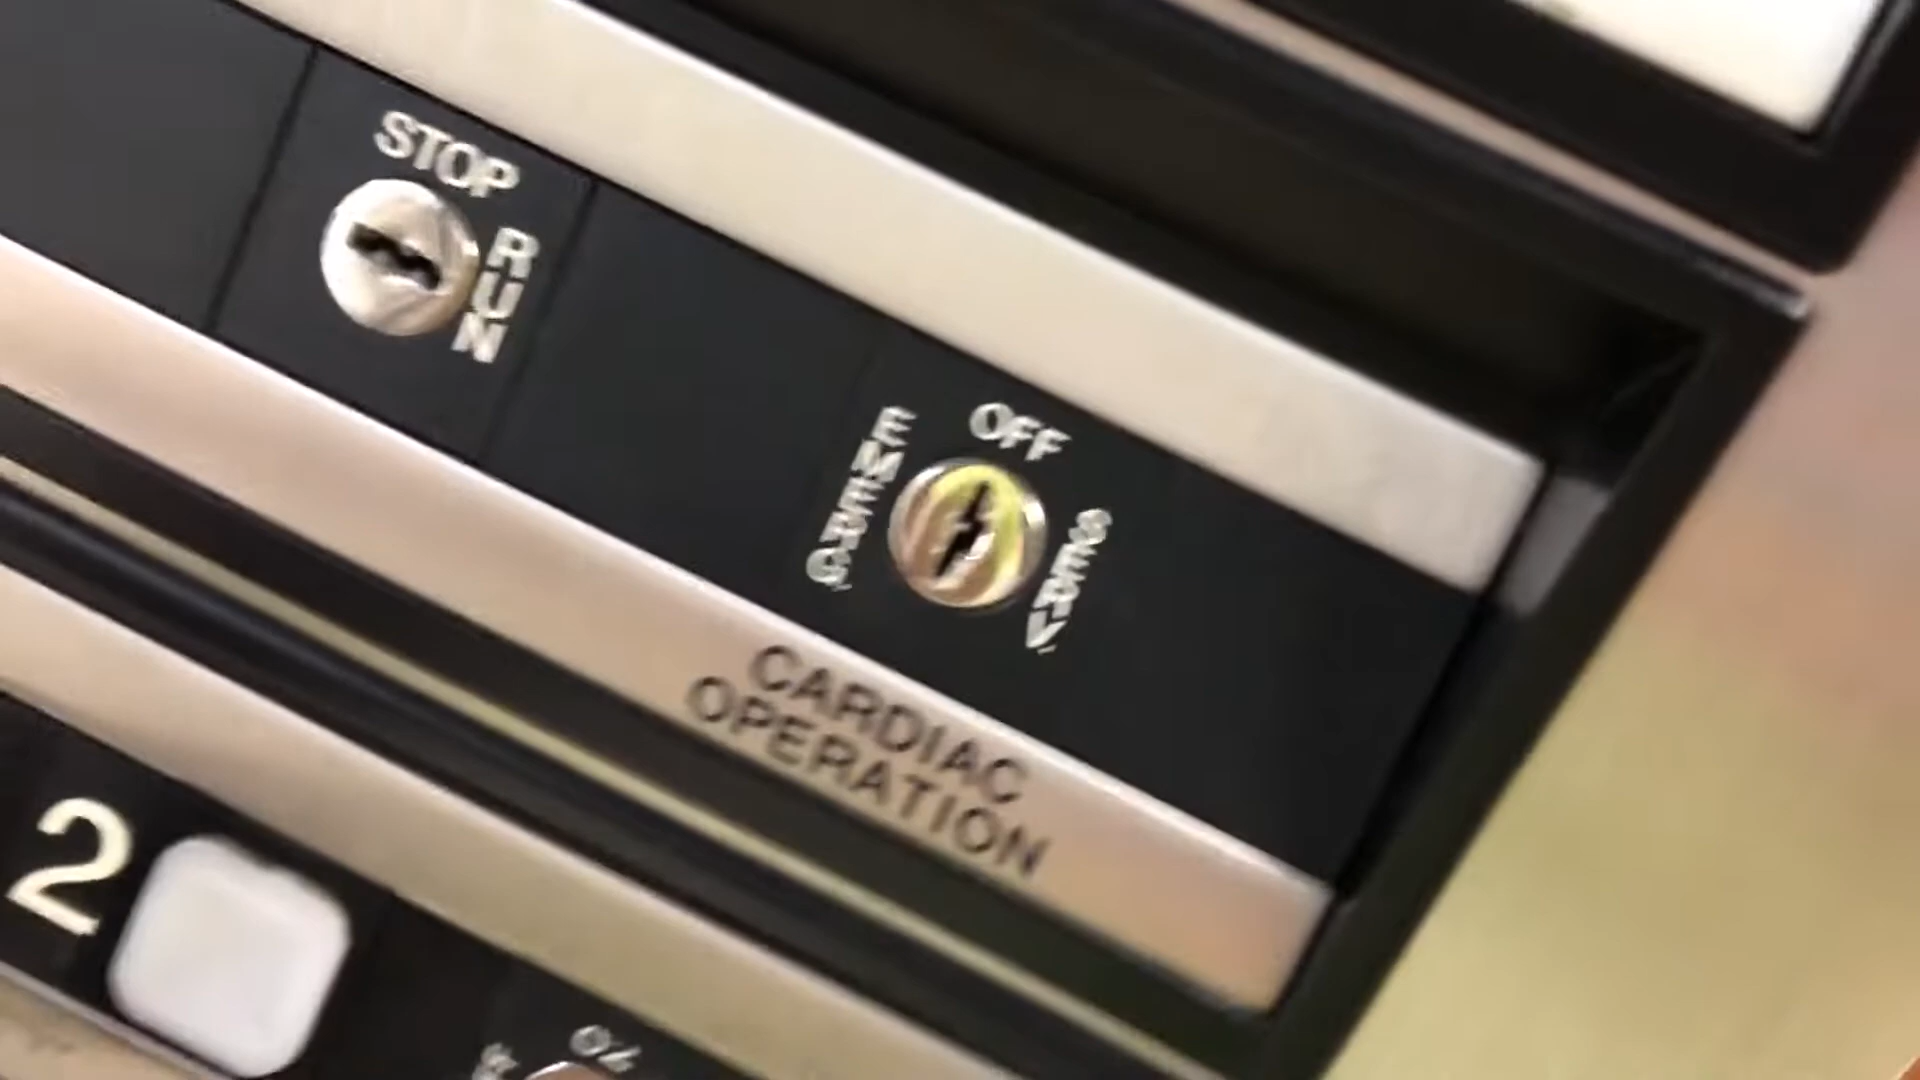 STOP
RUN
OFF
EMERG.
SERV.
CARDIAC
OPERATION
2